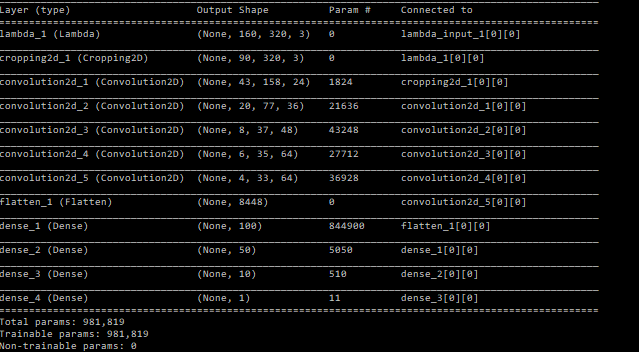 Layer (type) Output Shape Param # Connected to
lambda_1 (Lambda) (None, 160, 320, 3) 0 lambda_input_1[0][0]
cropping2d_1 (Cropping2D) (None, 90, 320, 3) 0 lambda_1[0][0]
convolution2d_1 (Convolution2D) (None, 43, 158, 24) 1824 cropping2d_1[0][0]
convolution2d_2 (Convolution2D) (None, 20, 77, 36) 21636 convolution2d_1[0][0]
convolution2d_3 (Convolution2D) (None, 8, 37, 48) 43248 convolution2d_2[0][0]
convolution2d_4 (Convolution2D) (None, 6, 35, 64) 27712 convolution2d_3[0][0]
convolution2d_5 (Convolution2D) (None, 4, 33, 64) 36928 convolution2d_4[0][0]
flatten_1 (Flatten) (None, 8448) 0 convolution2d_5[0][0]
dense_1 (Dense) (None, 100) 844900 flatten_1[0][0]
dense_2 (Dense) (None, 50) 5050 dense_1[0][0]
dense_3 (Dense) (None, 10) 510 dense_2[0][0]
dense_4 (Dense) (None, 1) 11 dense_3[0][0]
Total params: 981,819
Trainable params: 981,819
Non-trainable params: 0